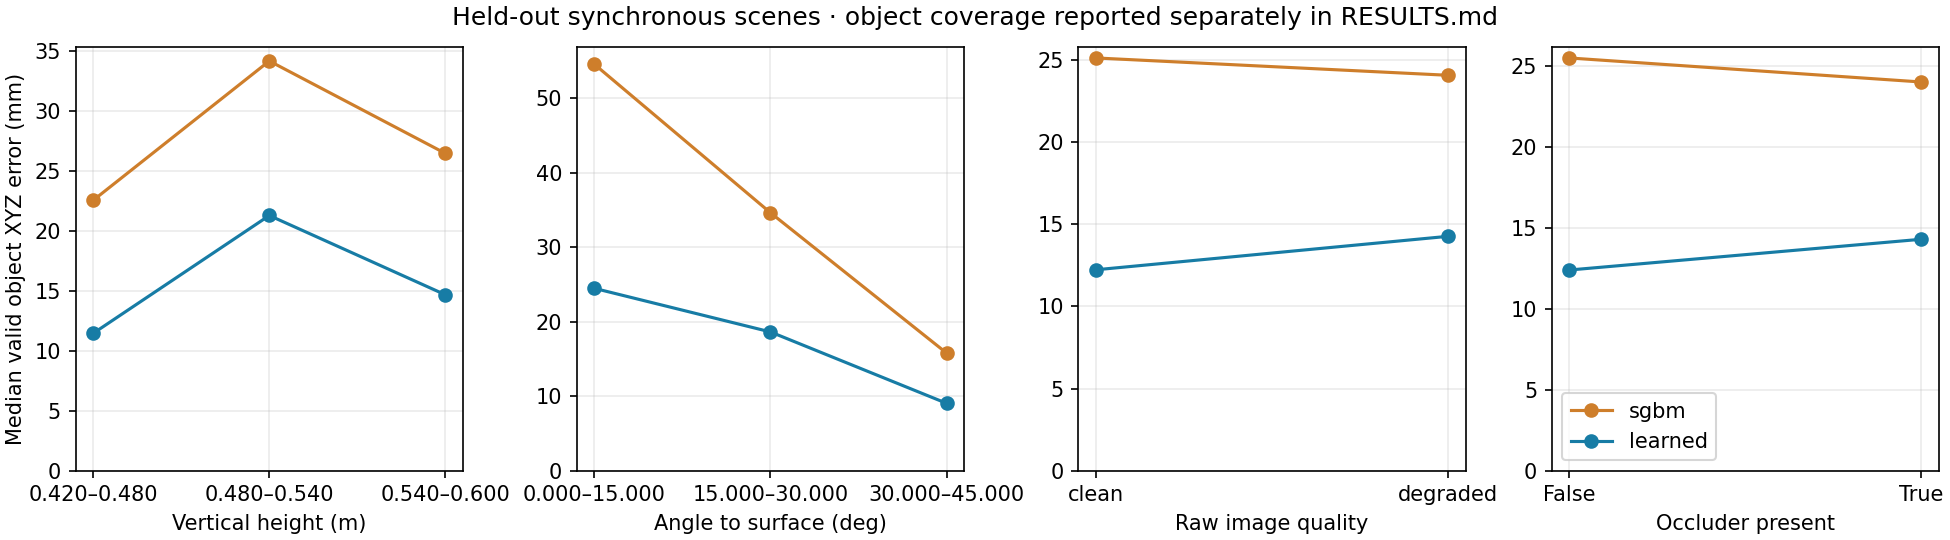 Held-out synchronous scenes · object coverage reported separately in RESULTS.md
Median valid object XYZ error (mm)
35
30
25
20
15
10
5
0
0.420–0.480
0.480–0.540
0.540–0.600
Vertical height (m)
50
40
30
20
10
0
0.000–15.000
15.000–30.000
30.000–45.000
Angle to surface (deg)
25
20
15
10
5
0
clean
degraded
Raw image quality
25
20
15
10
5
0
sgbm
learned
False
True
Occluder present